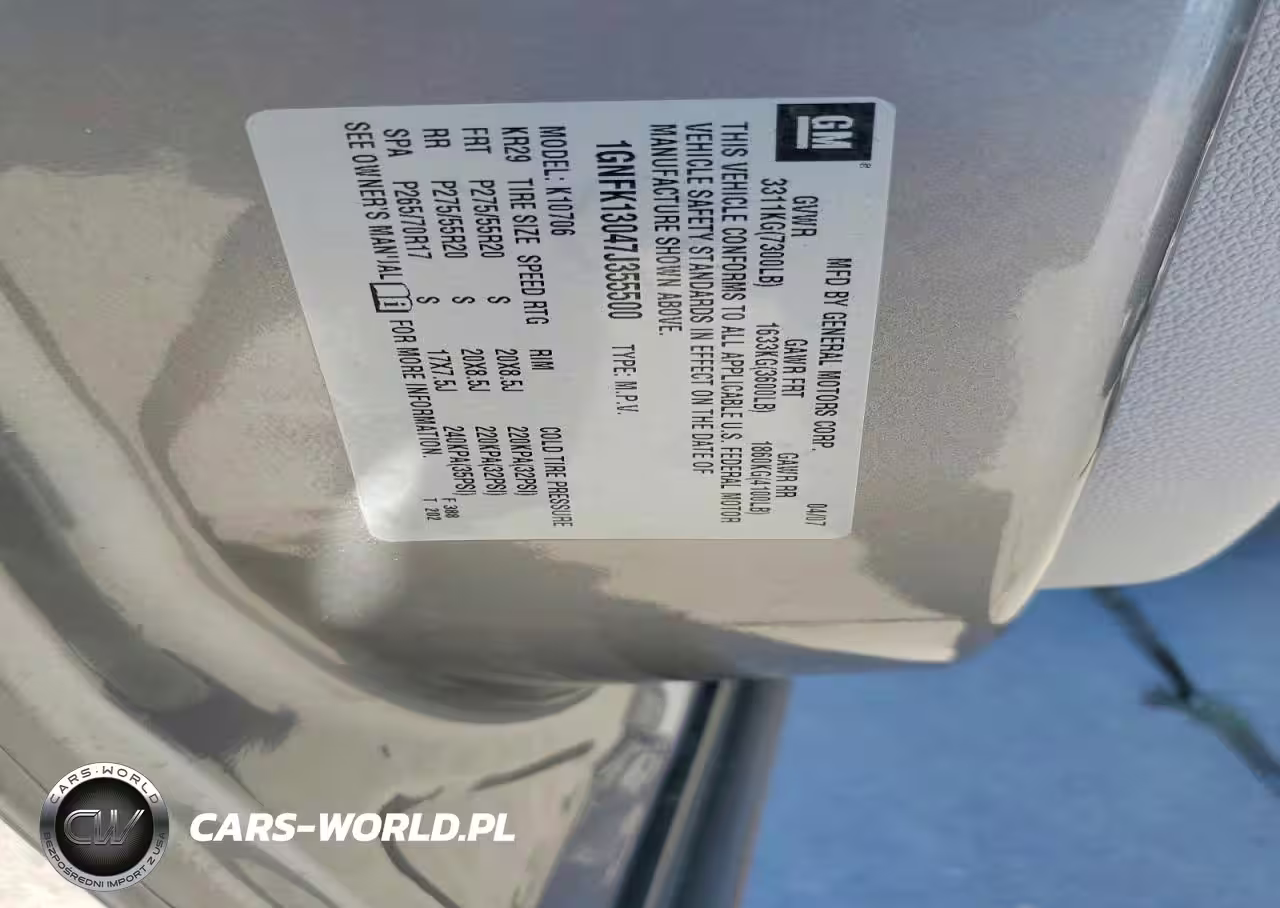 GM
MFD BY GENERAL MOTORS CORP. 04/07
GVWR GAWR FRT GAWR RR
3311KG(7300LB) 1633KG(3600LB) 1860KG(4100LB)
THIS VEHICLE CONFORMS TO ALL APPLICABLE U.S. FEDERAL MOTOR
VEHICLE SAFETY STANDARDS IN EFFECT ON THE DATE OF
MANUFACTURE SHOWN ABOVE.
1GNFK13047J355500 TYPE: M.P.V.
MODEL: K10706
KR29 TIRE SIZE SPEED RTG RIM COLD TIRE PRESSURE
FRT P275/55R20 S 20X8.5J 220KPA(32PSI)
RR P275/55R20 S 20X8.5J 220KPA(32PSI)
SPA P265/70R17 S 17X7.5J 240KPA(35PSI)
SEE OWNER'S MANUAL FOR MORE INFORMATION.
F 308
T 202
CARS-WORLD
CW
BEZPOŚREDNI IMPORT Z USA
CARS-WORLD.PL